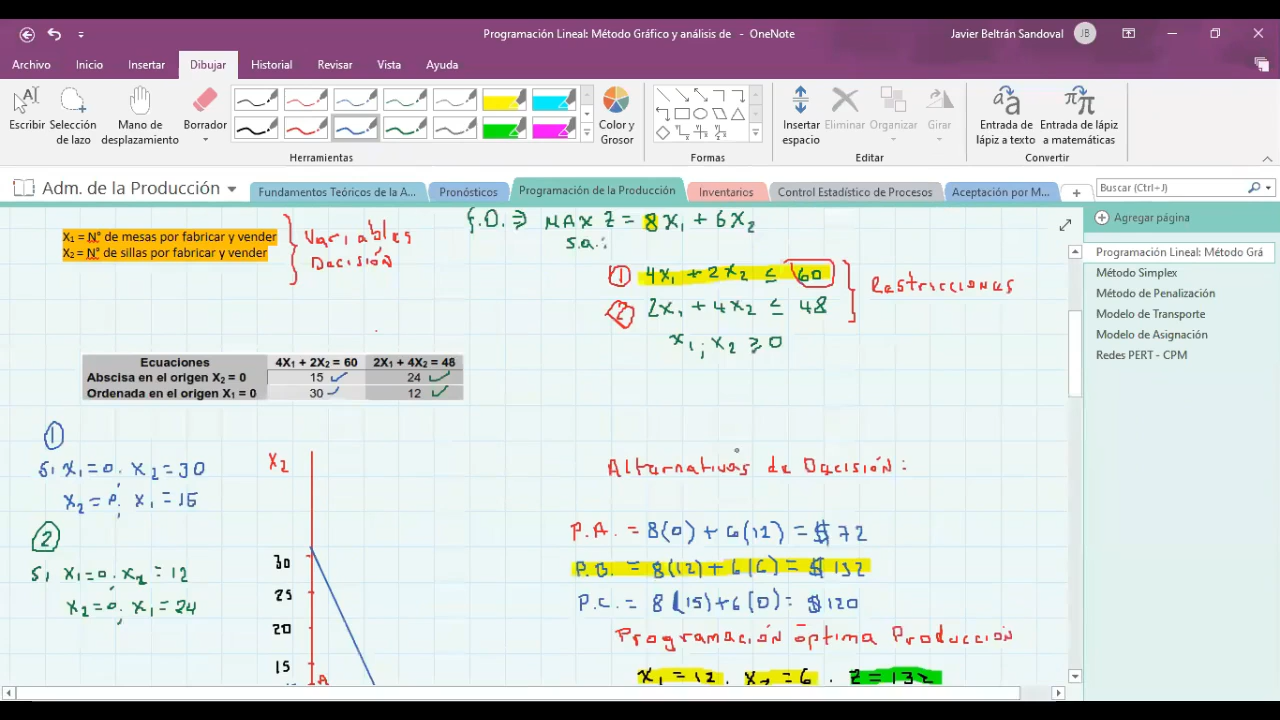 Programación Lineal: Método Gráfico y análisis de - OneNote
Javier Beltrán Sandoval JB
Archivo Inicio Insertar Dibujar Historial Revisar Vista Ayuda
Escribir Selección de lazo Mano de desplazamiento Borrador
Color y Grosor
Insertar espacio Eliminar Organizar Girar
Entrada de lápiz a texto Entrada de lápiz a matemáticas
Herramientas Formas Editar Convertir
Adm. de la Producción
Fundamentos Teóricos de la A... Pronósticos Programación de la Producción Inventarios Control Estadístico de Procesos Aceptación por M...
Buscar (Ctrl+J)
Agregar página
Programación Lineal: Método Grá
Método Simplex
Método de Penalización
Modelo de Transporte
Modelo de Asignación
Redes PERT - CPM
X₁ = N° de mesas por fabricar y vender
X₂ = N° de sillas por fabricar y vender
Variables
Decisión
f.O. ⇒ MAX Z = 8X₁ + 6X₂
s.a.:
① 4X₁ + 2X₂ ≤ 60
② 2X₁ + 4X₂ ≤ 48
X₁ ; X₂ ≥ 0
Restricciones
Ecuaciones 4X₁ + 2X₂ = 60 2X₁ + 4X₂ = 48
Abscisa en el origen X₂ = 0 15 24
Ordenada en el origen X₁ = 0 30 12
①
Si X₁ = 0 ; X₂ = 30
X₂ = 0 ; X₁ = 15
②
Si X₁ = 0 ; X₂ = 12
X₂ = 0 ; X₁ = 24
X₂
30
25
20
15
A
Alternativas de Decisión:
P.A. = 8(0) + 6(12) = $ 72
P.B. = 8(12) + 6(6) = $ 132
P.C. = 8(15) + 6(0) = $ 120
Programación óptima Producción
X₁ = 12 . X₂ = 6 . Z = 132